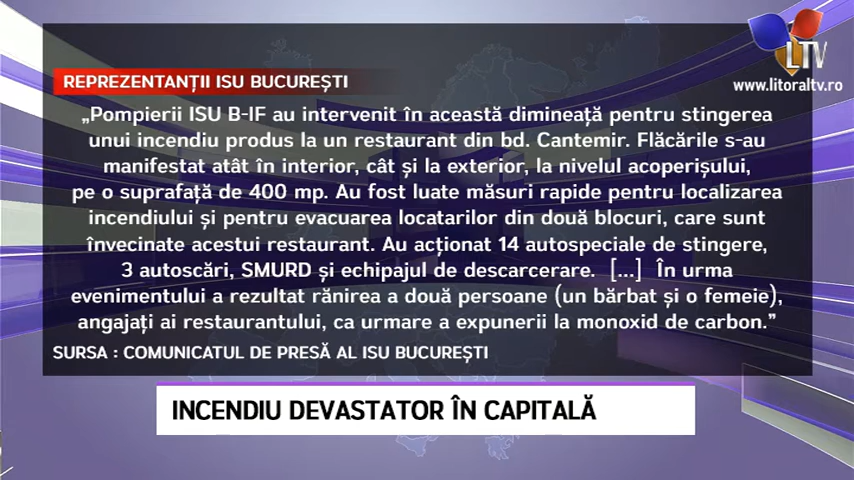 LTV
www.litoraltv.ro
REPREZENTANȚII ISU BUCUREȘTI
„Pompierii ISU B-IF au intervenit în această dimineață pentru stingerea
unui incendiu produs la un restaurant din bd. Cantemir. Flăcările s-au
manifestat atât în interior, cât și la exterior, la nivelul acoperișului,
pe o suprafață de 400 mp. Au fost luate măsuri rapide pentru localizarea
incendiului și pentru evacuarea locatarilor din două blocuri, care sunt
învecinate acestui restaurant. Au acționat 14 autospeciale de stingere,
3 autoscări, SMURD și echipajul de descarcerare. [...] În urma
evenimentului a rezultat rănirea a două persoane (un bărbat și o femeie),
angajați ai restaurantului, ca urmare a expunerii la monoxid de carbon.”
SURSA : COMUNICATUL DE PRESĂ AL ISU BUCUREȘTI
INCENDIU DEVASTATOR ÎN CAPITALĂ